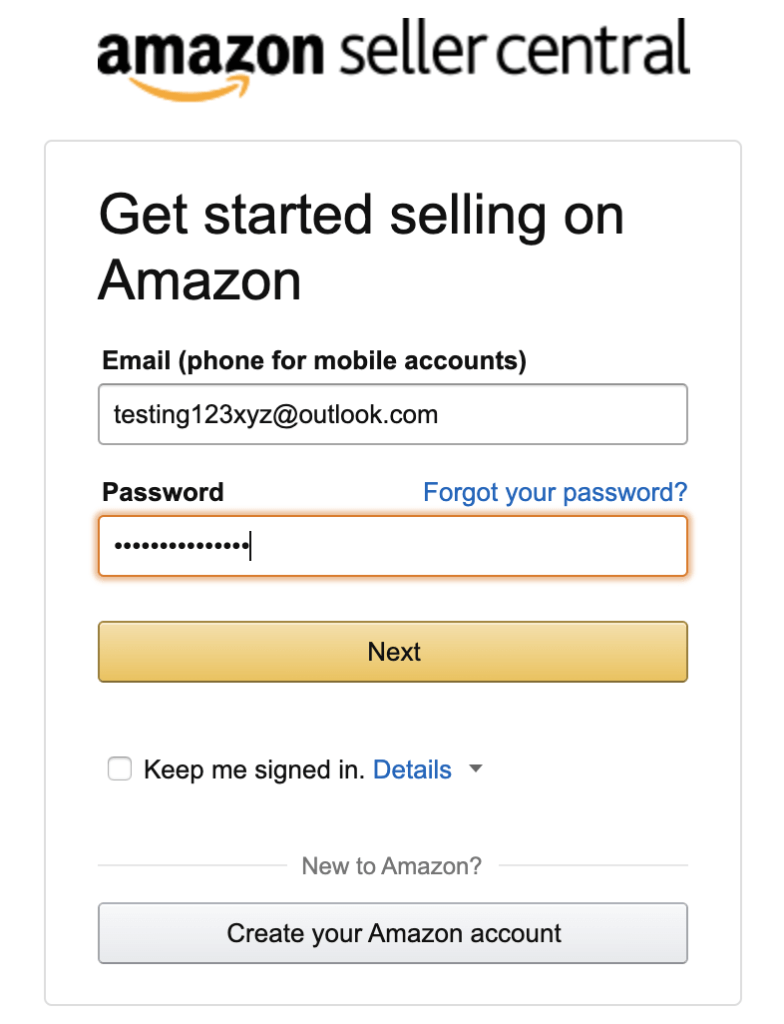 amazon seller central
Get started selling on
Amazon
Email (phone for mobile accounts)
testing123xyz@outlook.com
Password Forgot your password?
•••••••••••••••
Next
Keep me signed in. Details
New to Amazon?
Create your Amazon account